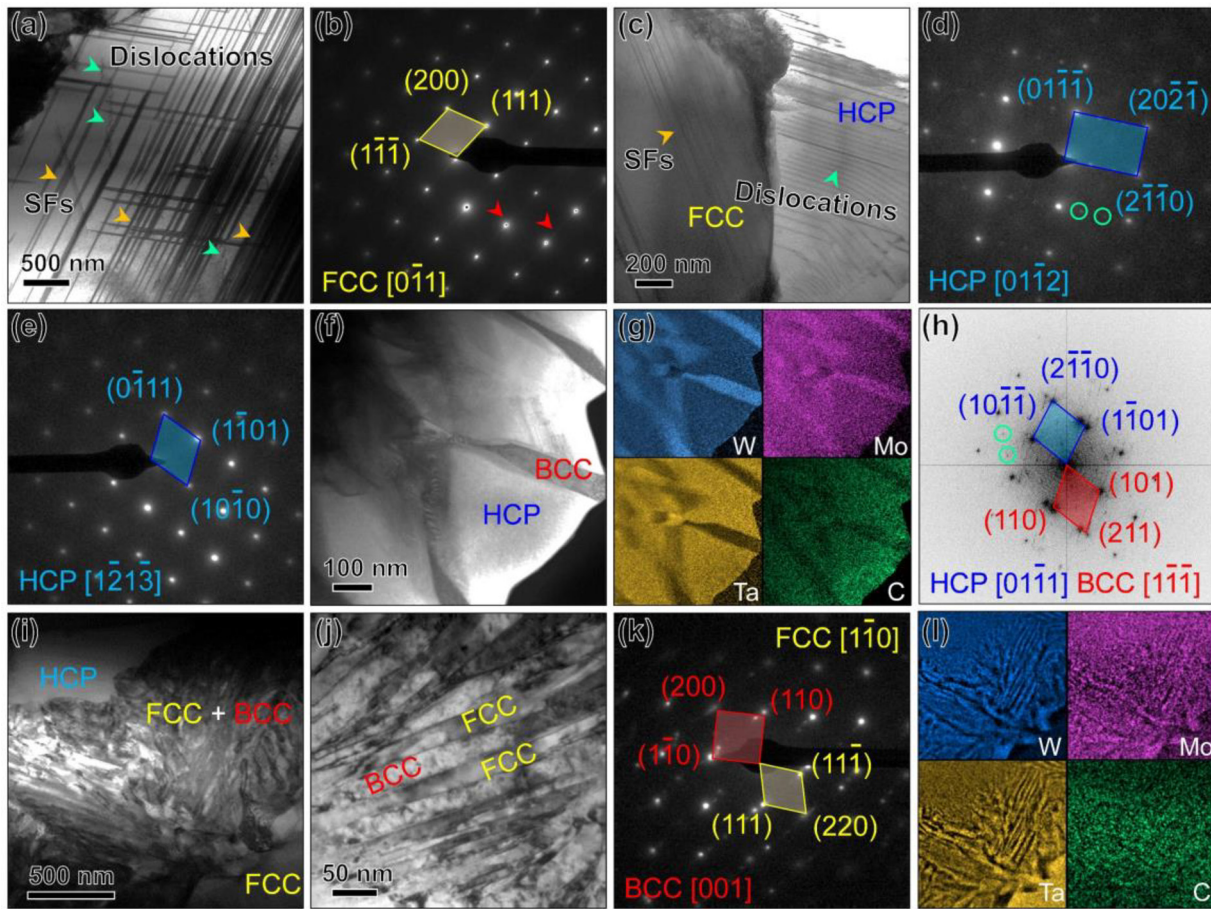 (a)
Dislocations
SFs
500 nm
(b)
(200)
(111)
(11̄1̄)
FCC [01̄1]
(c)
HCP
SFs
Dislocations
FCC
200 nm
(d)
(011̄1̄)
(202̄1̄)
(21̄1̄0)
HCP [011̄2]
(e)
(01̄11)
(11̄01)
(101̄0)
HCP [12̄13̄]
(f)
BCC
HCP
100 nm
(g)
W
Mo
Ta
C
(h)
(21̄1̄0)
(101̄1̄)
(11̄01)
(101)
(110)
(211)
HCP [011̄1] BCC [11̄1̄]
(i)
HCP
FCC + BCC
500 nm
FCC
(j)
FCC
BCC
FCC
50 nm
(k)
FCC [11̄0]
(200)
(110)
(11̄0)
(111̄)
(111)
(220)
BCC [001]
(l)
W
Mo
Ta
C